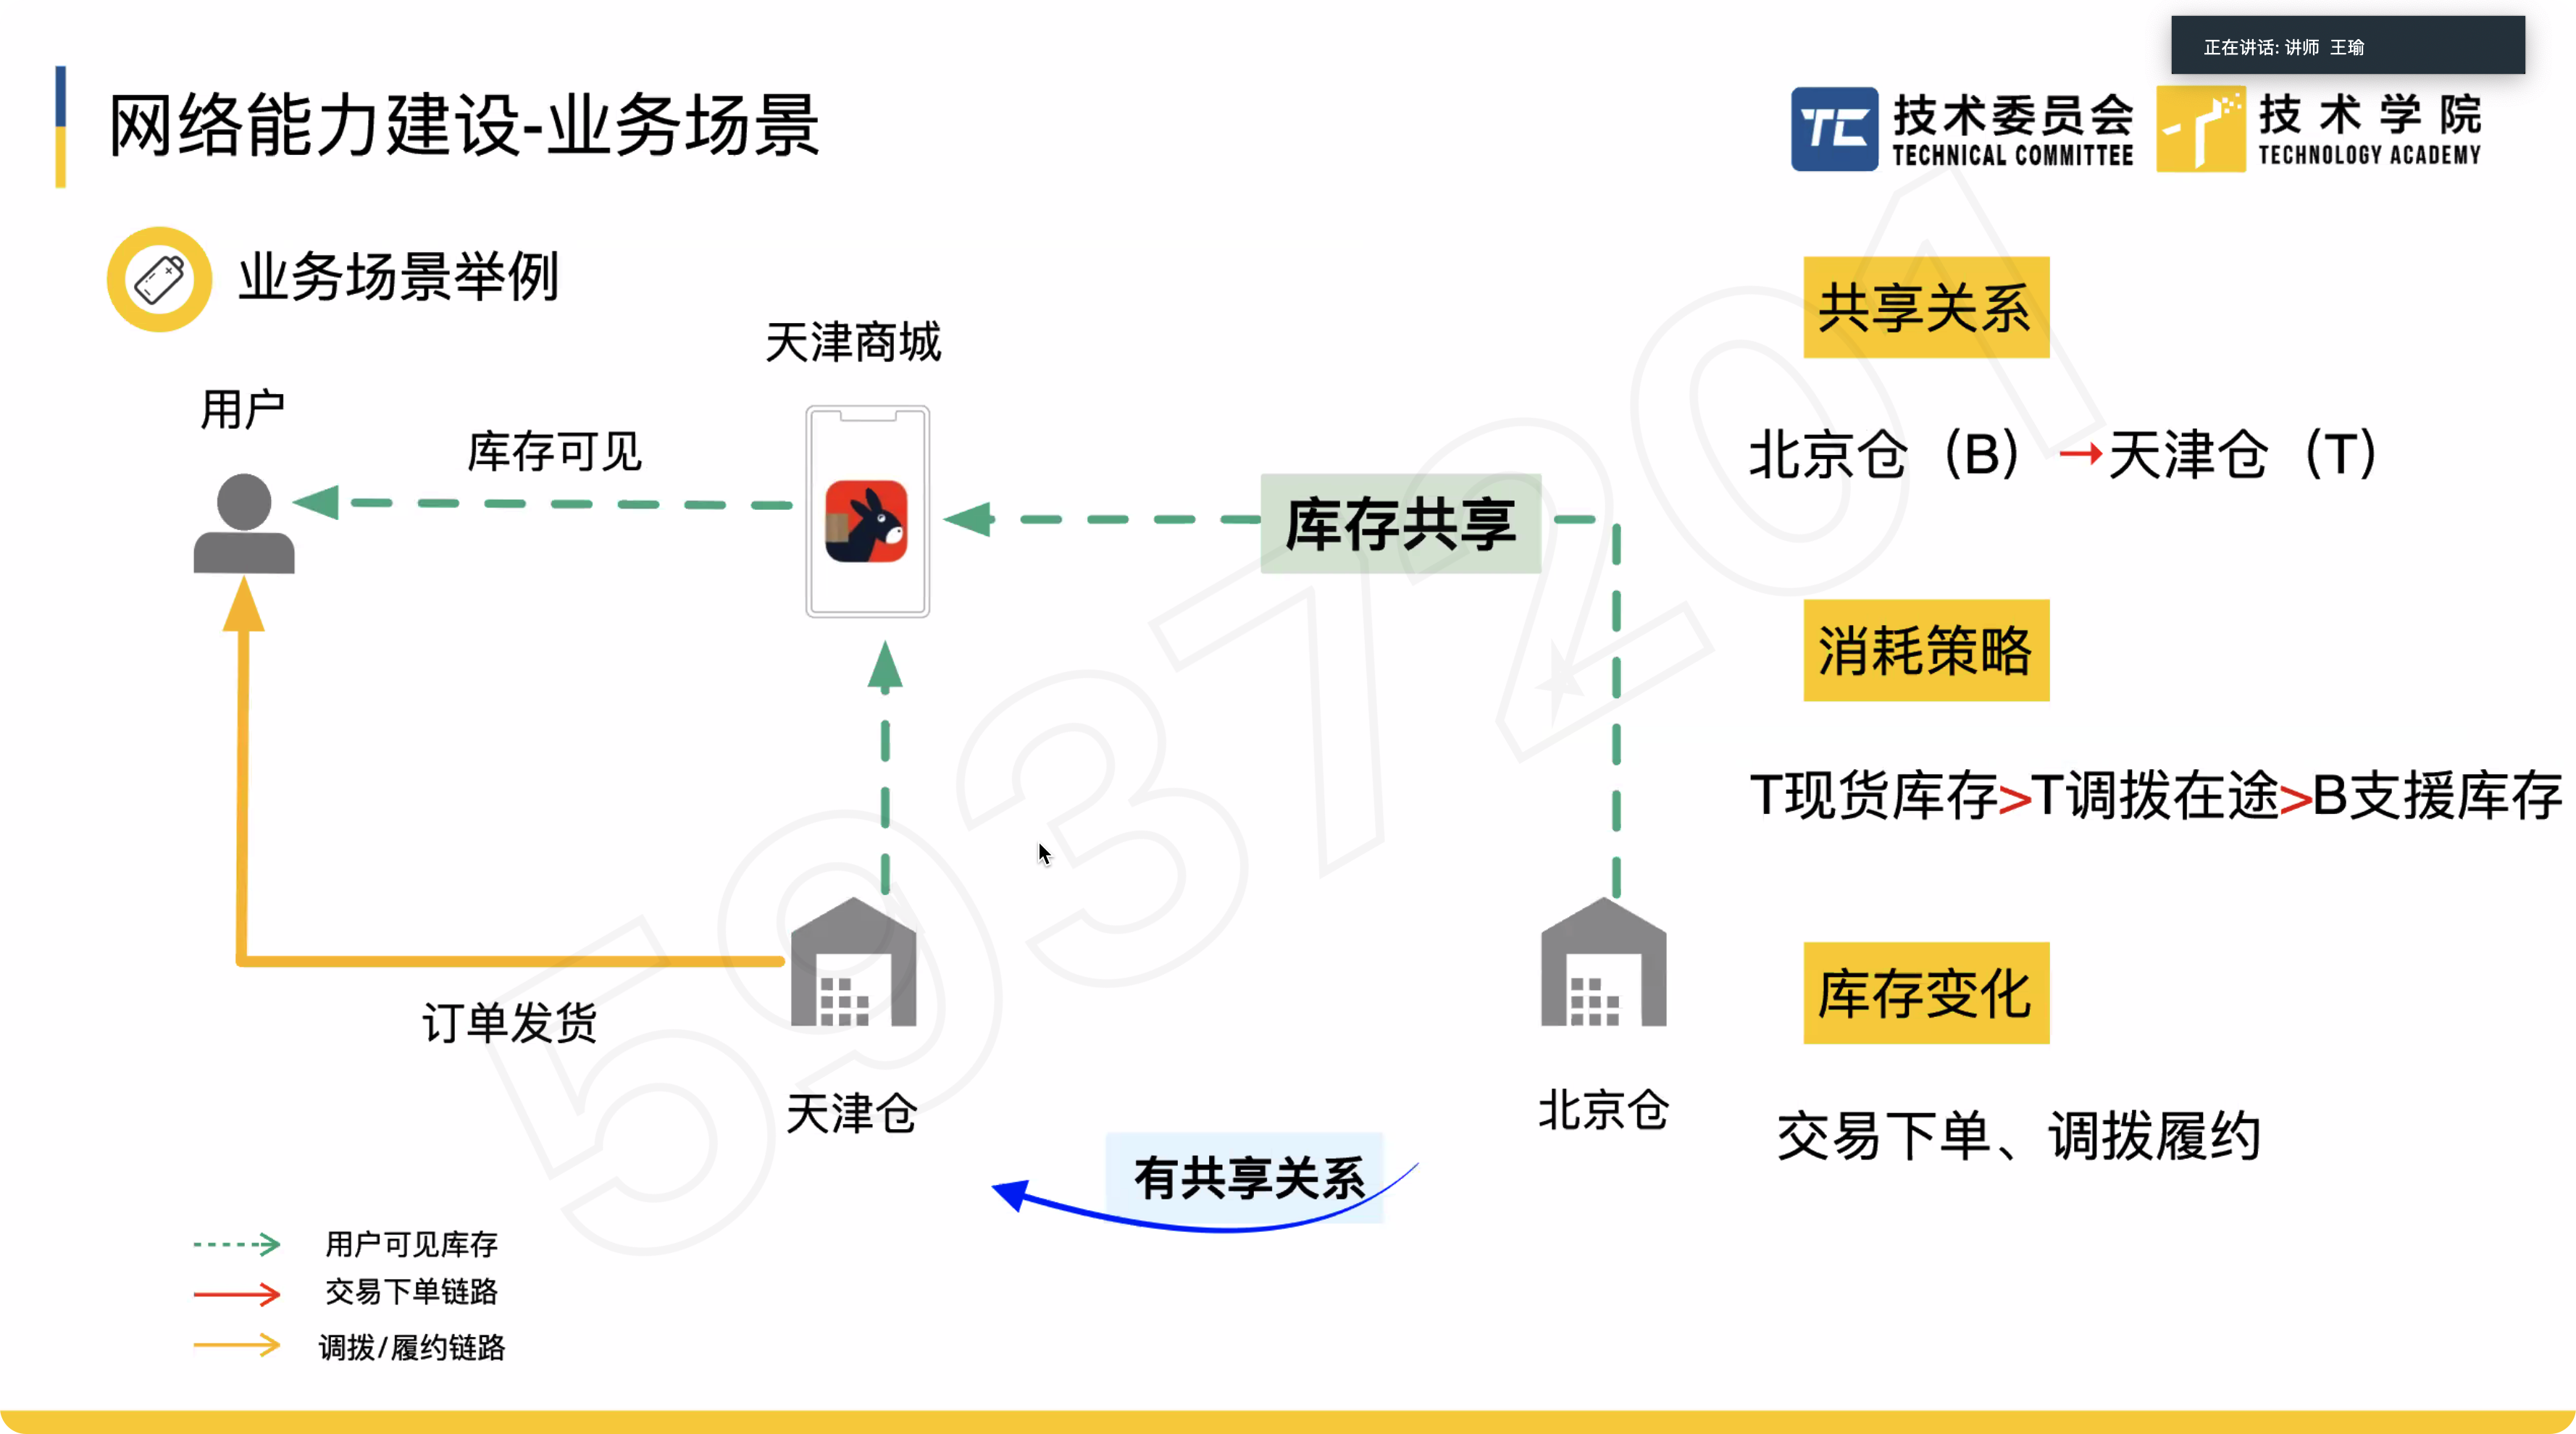 正在讲话: 讲师 王瑜
网络能力建设-业务场景
TC
技术委员会
TECHNICAL COMMITTEE
技术学院
TECHNOLOGY ACADEMY
业务场景举例
共享关系
天津商城
用户
库存可见
北京仓（B）→天津仓（T）
库存共享
消耗策略
T现货库存>T调拨在途>B支援库存
库存变化
订单发货
天津仓
北京仓
交易下单、调拨履约
有共享关系
用户可见库存
交易下单链路
调拨/履约链路
5937201